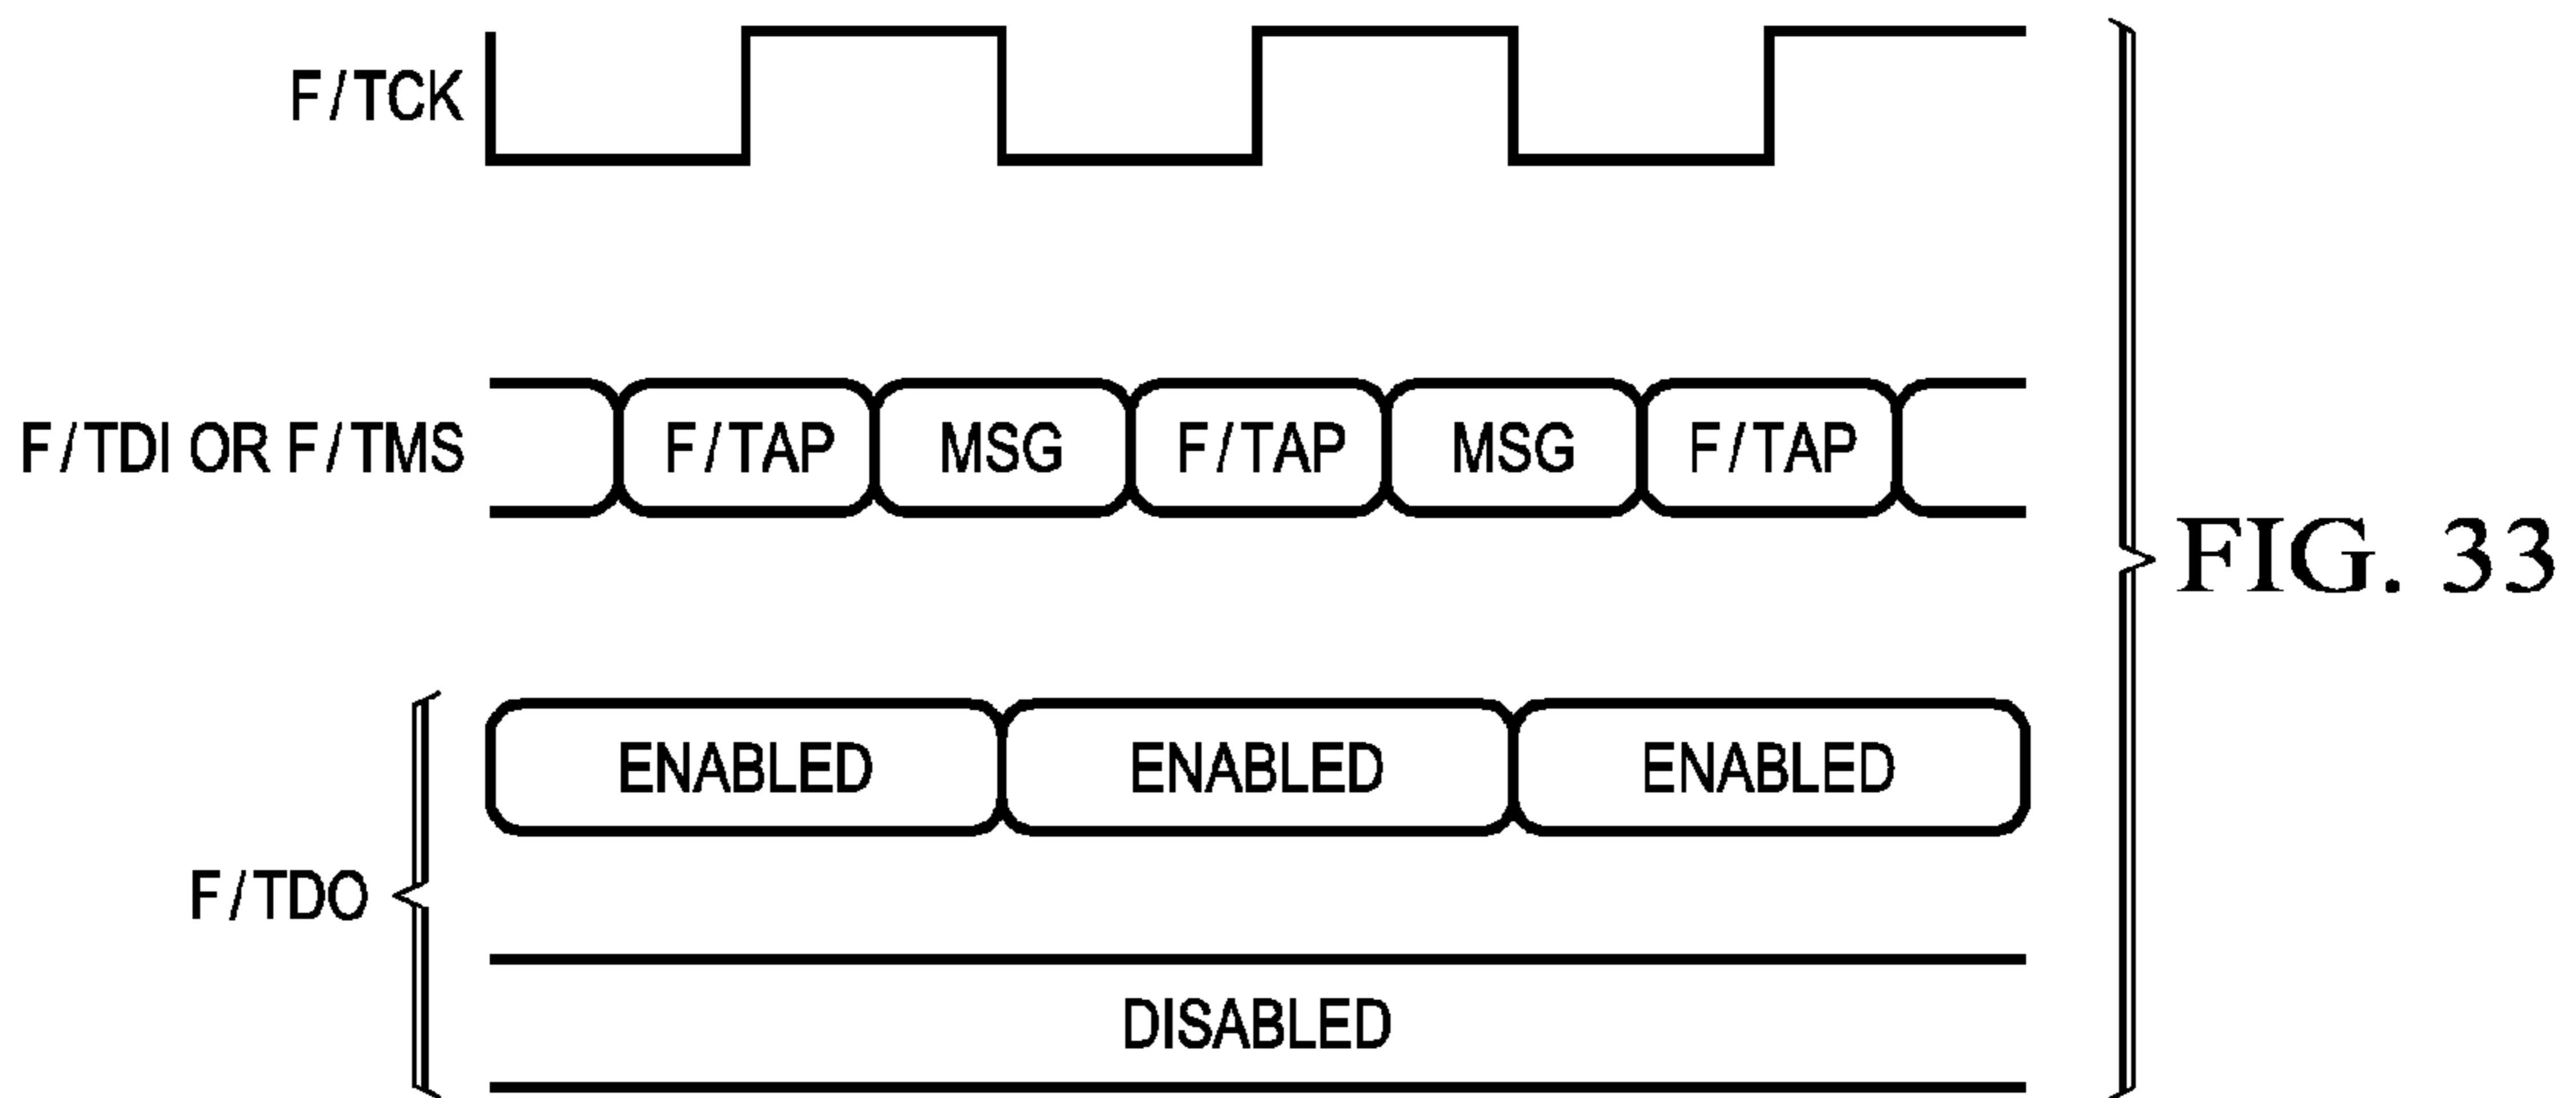 F/TCK
F/TDI OR F/TMS
F/TAP MSG F/TAP MSG F/TAP
FIG. 33
ENABLED ENABLED ENABLED
F/TDO
DISABLED